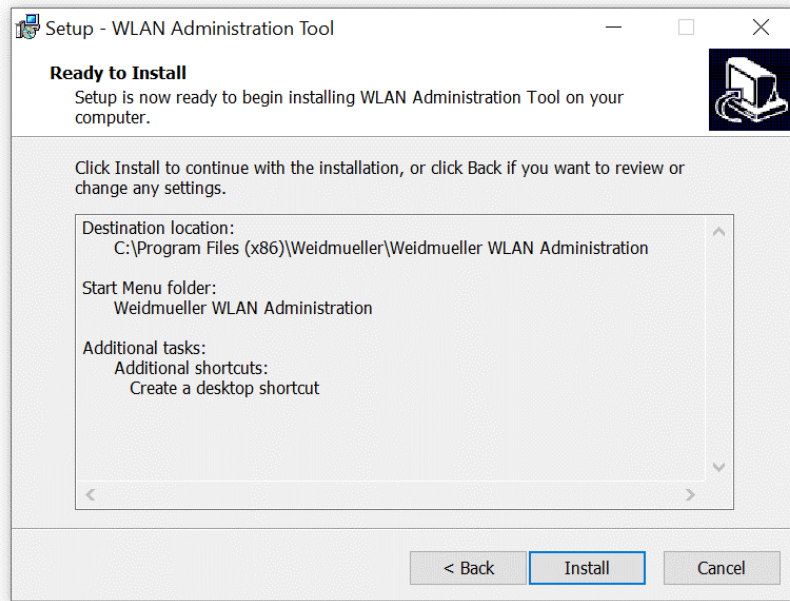 Setup - WLAN Administration Tool
Ready to Install
Setup is now ready to begin installing WLAN Administration Tool on your
computer.
Click Install to continue with the installation, or click Back if you want to review or
change any settings.
Destination location:
C:\Program Files (x86)\Weidmueller\Weidmueller WLAN Administration
Start Menu folder:
Weidmueller WLAN Administration
Additional tasks:
Additional shortcuts:
Create a desktop shortcut
< Back Install Cancel